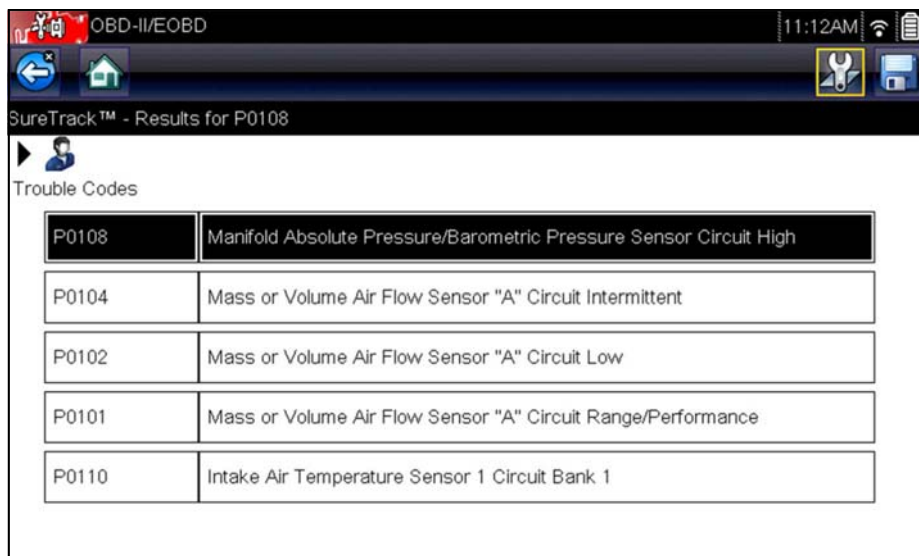 OBD-II/EOBD 11:12AM
SureTrack™ - Results for P0108
Trouble Codes
P0108 Manifold Absolute Pressure/Barometric Pressure Sensor Circuit High
P0104 Mass or Volume Air Flow Sensor "A" Circuit Intermittent
P0102 Mass or Volume Air Flow Sensor "A" Circuit Low
P0101 Mass or Volume Air Flow Sensor "A" Circuit Range/Performance
P0110 Intake Air Temperature Sensor 1 Circuit Bank 1